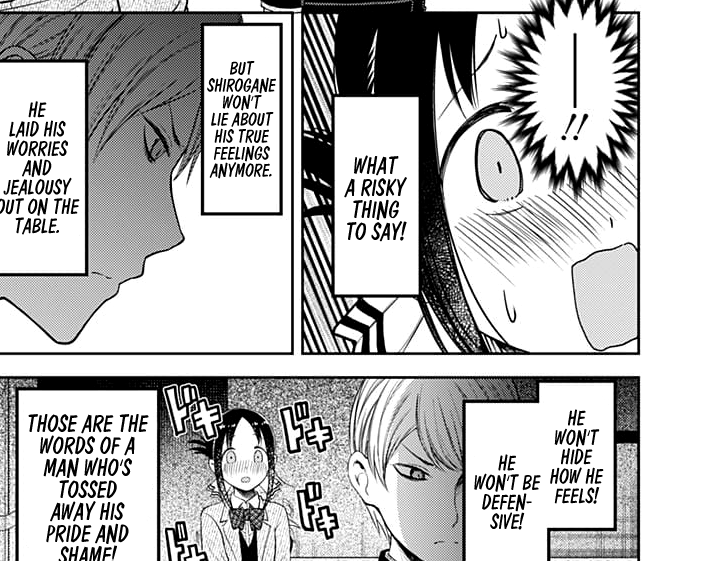 —!!
WHAT
A RISKY
THING
TO SAY!
BUT
SHIROGANE
WON'T
LIE ABOUT
HIS TRUE
FEELINGS
ANYMORE.
HE
LAID HIS
WORRIES
AND
JEALOUSY
OUT ON THE
TABLE.
HE
WON'T
HIDE
HOW HE
FEELS!
HE
WON'T BE
DEFEN-
SIVE!
ドキ
ドキ
ドキ
ドキ
THOSE ARE THE
WORDS OF A
MAN WHO'S
TOSSED
AWAY HIS
PRIDE AND
SHAME!